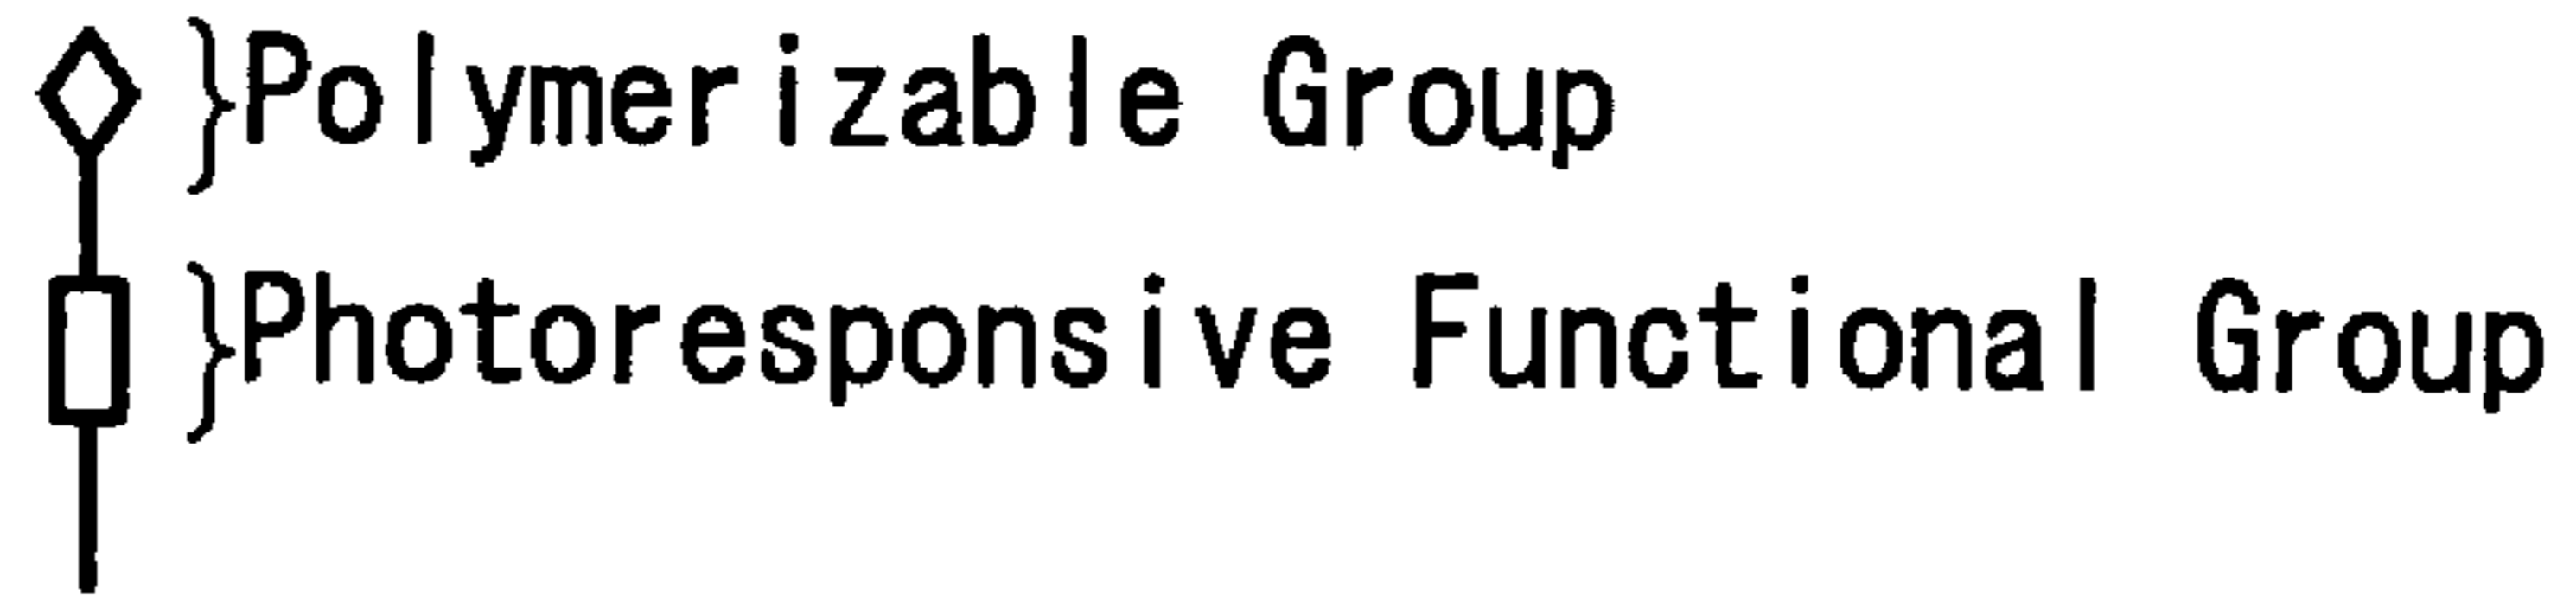 Polymerizable Group
Photoresponsive Functional Group